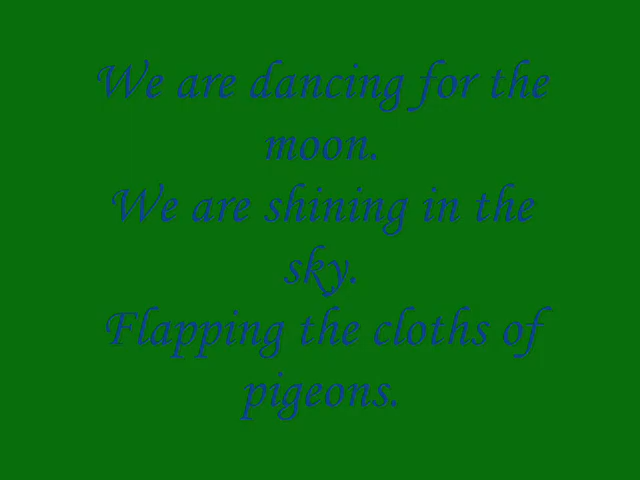 We are dancing for the
moon.
We are shining in the
sky.
Flapping the cloths of
pigeons.